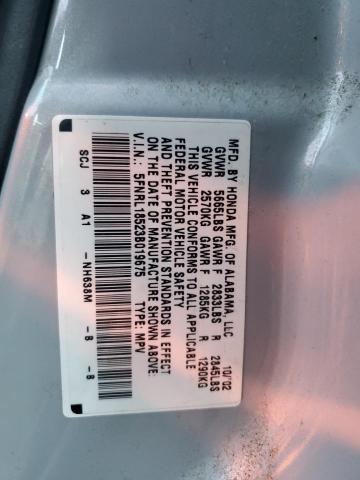 MFD. BY HONDA MFG. OF ALABAMA, LLC 10/02
GVWR 5665LBS GAWR F 2833LBS R 2845LBS
GVWR 2570KG GAWR F 1285KG R 1290KG
THIS VEHICLE CONFORMS TO ALL APPLICABLE
FEDERAL MOTOR VEHICLE SAFETY
AND THEFT PREVENTION STANDARDS IN EFFECT
ON THE DATE OF MANUFACTURE SHOWN ABOVE.
V.I.N.: 5FNRL18523B019675 TYPE: MPV
SCJ 3 A1 -NH638M -B -B